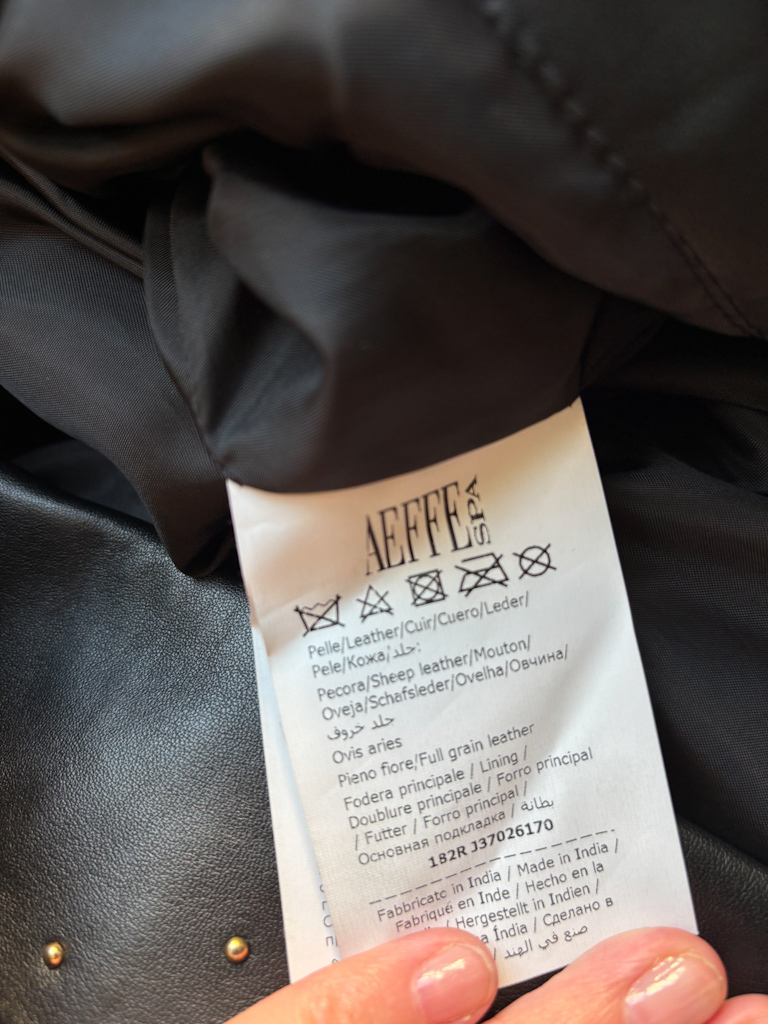 AEFFE SPA
Pelle/Leather/Cuir/Cuero/Leder/
Pele/Кожа/جلد:
Pecora/Sheep leather/Mouton/
Oveja/Schafsleder/Ovelha/Овчина/
جلد خروف
Ovis aries
Pieno fiore/Full grain leather
Fodera principale / Lining /
Doublure principale / Forro principal
/ Futter / Forro principal /
Основная подкладка / بطانة
182R J37026170
Fabbricato in India / Made in India /
Fabriqué en Inde / Hecho en la
/ Hergestellt in Indien /
India / Сделано в
صنع في الهند /